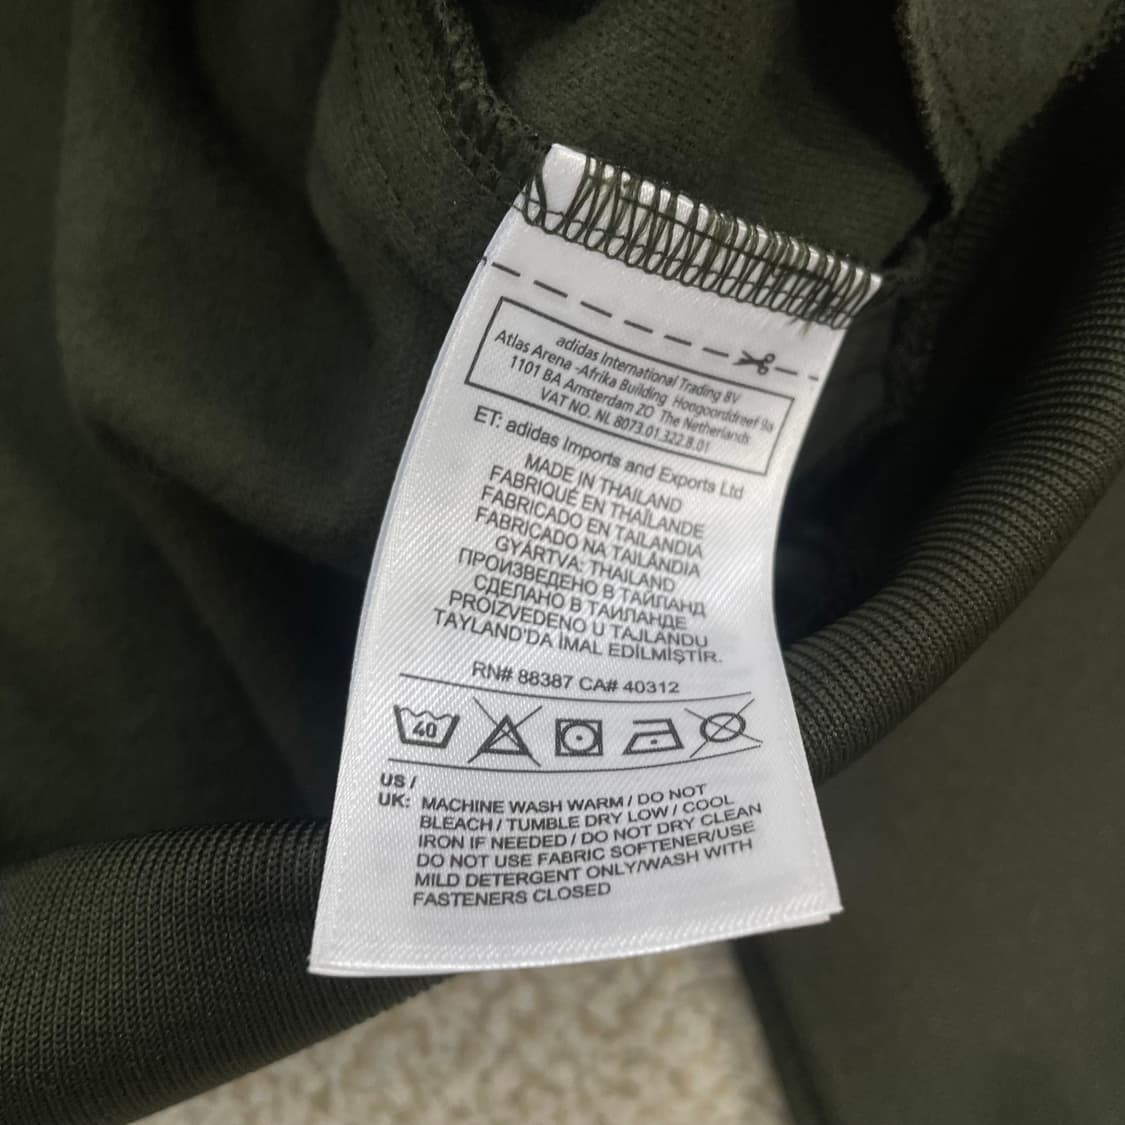 adidas International Trading BV
Atlas Arena -Afrika Building Hoogoorddreef 9a
1101 BA Amsterdam ZO The Netherlands
VAT NO. NL 8073.01.322.B.01
ET: adidas Imports and Exports Ltd
MADE IN THAILAND
FABRIQUÉ EN THAÏLANDE
FABRICADO EN TAILANDIA
FABRICADO NA TAILÂNDIA
GYÁRTVA: THAILAND
ПРОИЗВЕДЕНО В ТАЙЛАНД
СДЕЛАНО В ТАИЛАНДЕ
PROIZVEDENO U TAJLANDU
TAYLAND'DA İMAL EDİLMİŞTİR.
RN# 88387 CA# 40312
40
US /
UK: MACHINE WASH WARM / DO NOT
BLEACH / TUMBLE DRY LOW / COOL
IRON IF NEEDED / DO NOT DRY CLEAN
DO NOT USE FABRIC SOFTENER/USE
MILD DETERGENT ONLY/WASH WITH
FASTENERS CLOSED